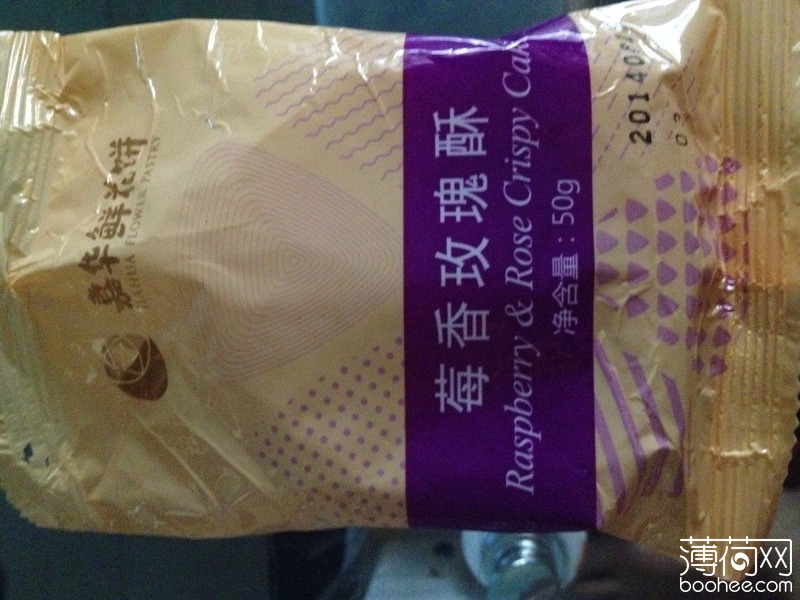 嘉华鲜花饼
JIAHUA FLOWER PASTRY
莓香玫瑰酥
Raspberry & Rose Crispy Cake
净含量：50g
薄荷网
boohee.com